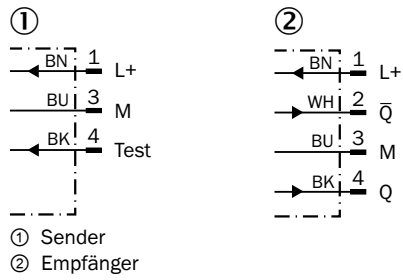 ① ②
BN 1 L+
BU 3 M
BK 4 Test
BN 1 L+
WH 2 Q̅
BU 3 M
BK 4 Q
① Sender
② Empfänger